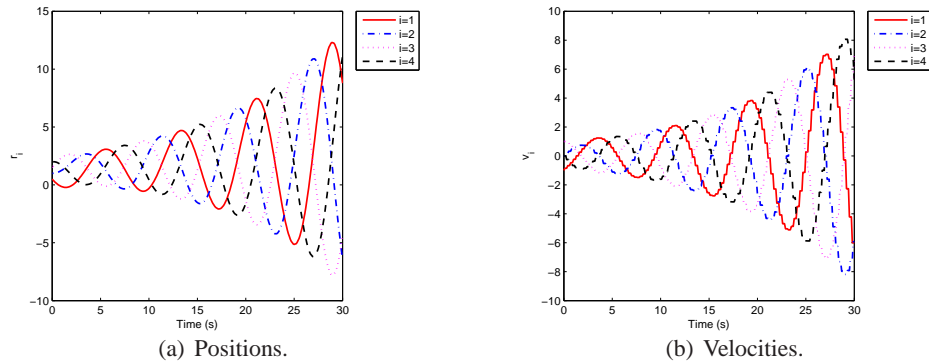 15
10
5
0
−5
−10
r_i
0 5 10 15 20 25 30
Time (s)
i=1
i=2
i=3
i=4
(a) Positions.
10
8
6
4
2
0
−2
−4
−6
−8
−10
v_i
0 5 10 15 20 25 30
Time (s)
i=1
i=2
i=3
i=4
(b) Velocities.